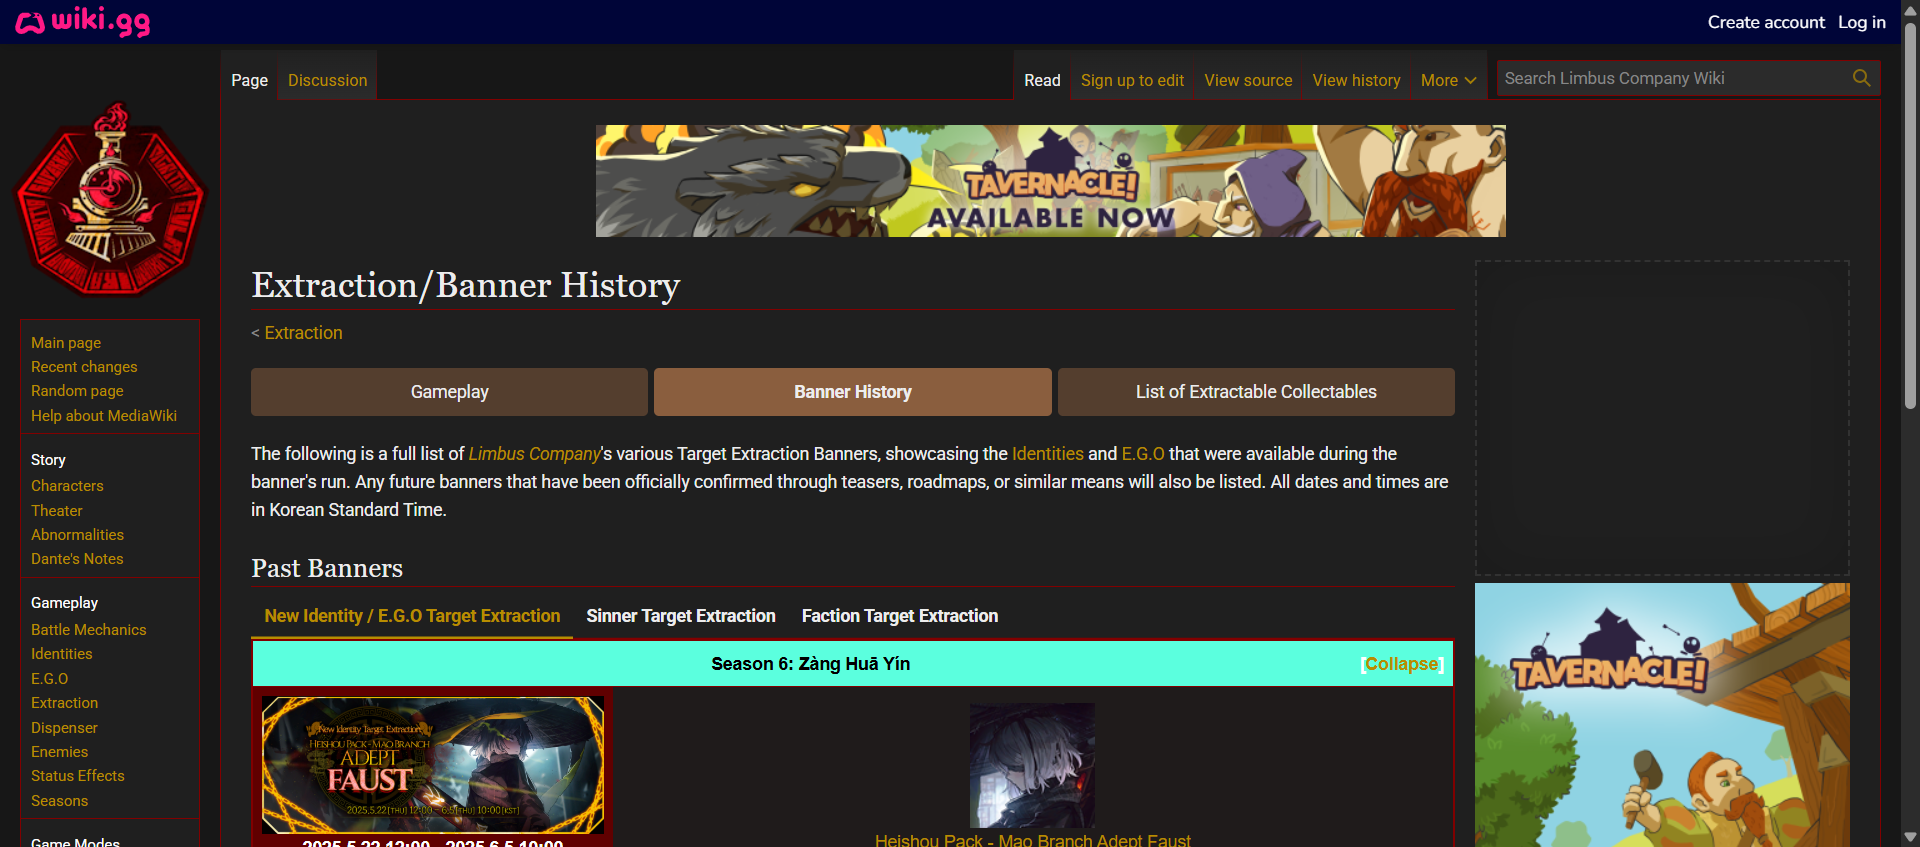 wiki.gg
Create account
Log in
Page
Discussion
Read
Sign up to edit
View source
View history
More
Search Limbus Company Wiki
TAVERNACLE!
AVAILABLE NOW
Extraction/Banner History
< Extraction
Gameplay
Banner History
List of Extractable Collectables
The following is a full list of Limbus Company's various Target Extraction Banners, showcasing the Identities and E.G.O that were available during the
banner's run. Any future banners that have been officially confirmed through teasers, roadmaps, or similar means will also be listed. All dates and times are
in Korean Standard Time.
Past Banners
New Identity / E.G.O Target Extraction
Sinner Target Extraction
Faction Target Extraction
Season 6: Zàng Huā Yín
[Collapse]
New Identity Target Extraction
HEISHOU PACK - MAO BRANCH
ADEPT
FAUST
2025.5.22[THU] 12:00 - 6.5[THU] 10:00[KST]
2025.5.22 12:00 - 2025.6.5 10:00
Heishou Pack - Mao Branch Adept Faust
Main page
Recent changes
Random page
Help about MediaWiki
Story
Characters
Theater
Abnormalities
Dante's Notes
Gameplay
Battle Mechanics
Identities
E.G.O
Extraction
Dispenser
Enemies
Status Effects
Seasons
Game Modes
TAVERNACLE!